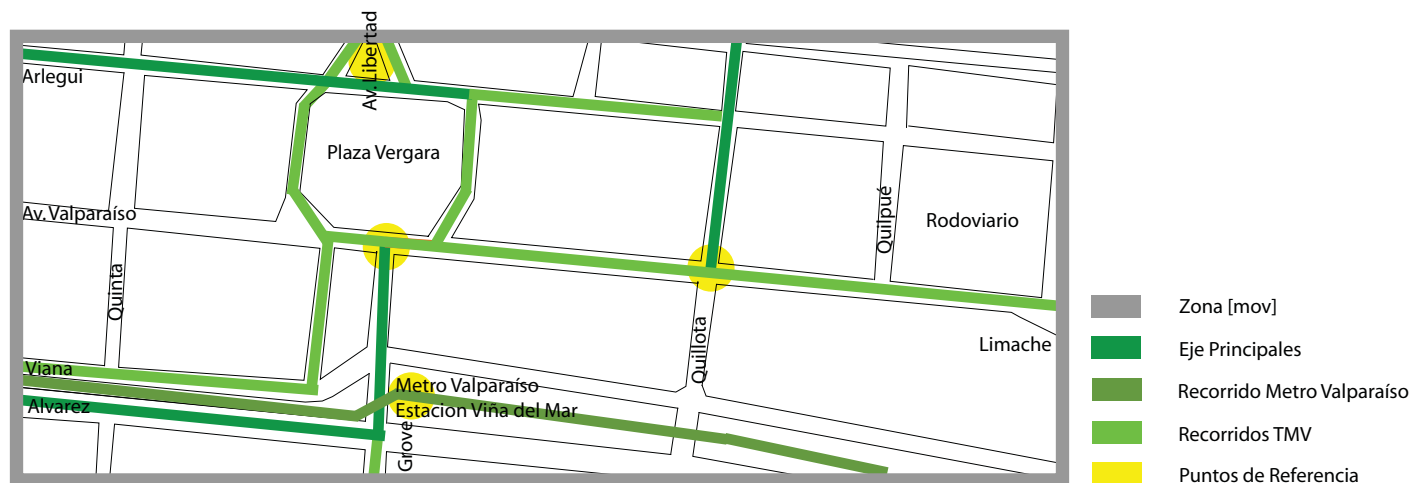 Av. Libertad
Arlegui
Plaza Vergara
Av. Valparaíso
Quilpué
Rodoviario
Quinta
Quillota
Limache
Viana
Alvarez
Metro Valparaíso
Estacion Viña del Mar
Grove
Zona [mov]
Eje Principales
Recorrido Metro Valparaíso
Recorridos TMV
Puntos de Referencia